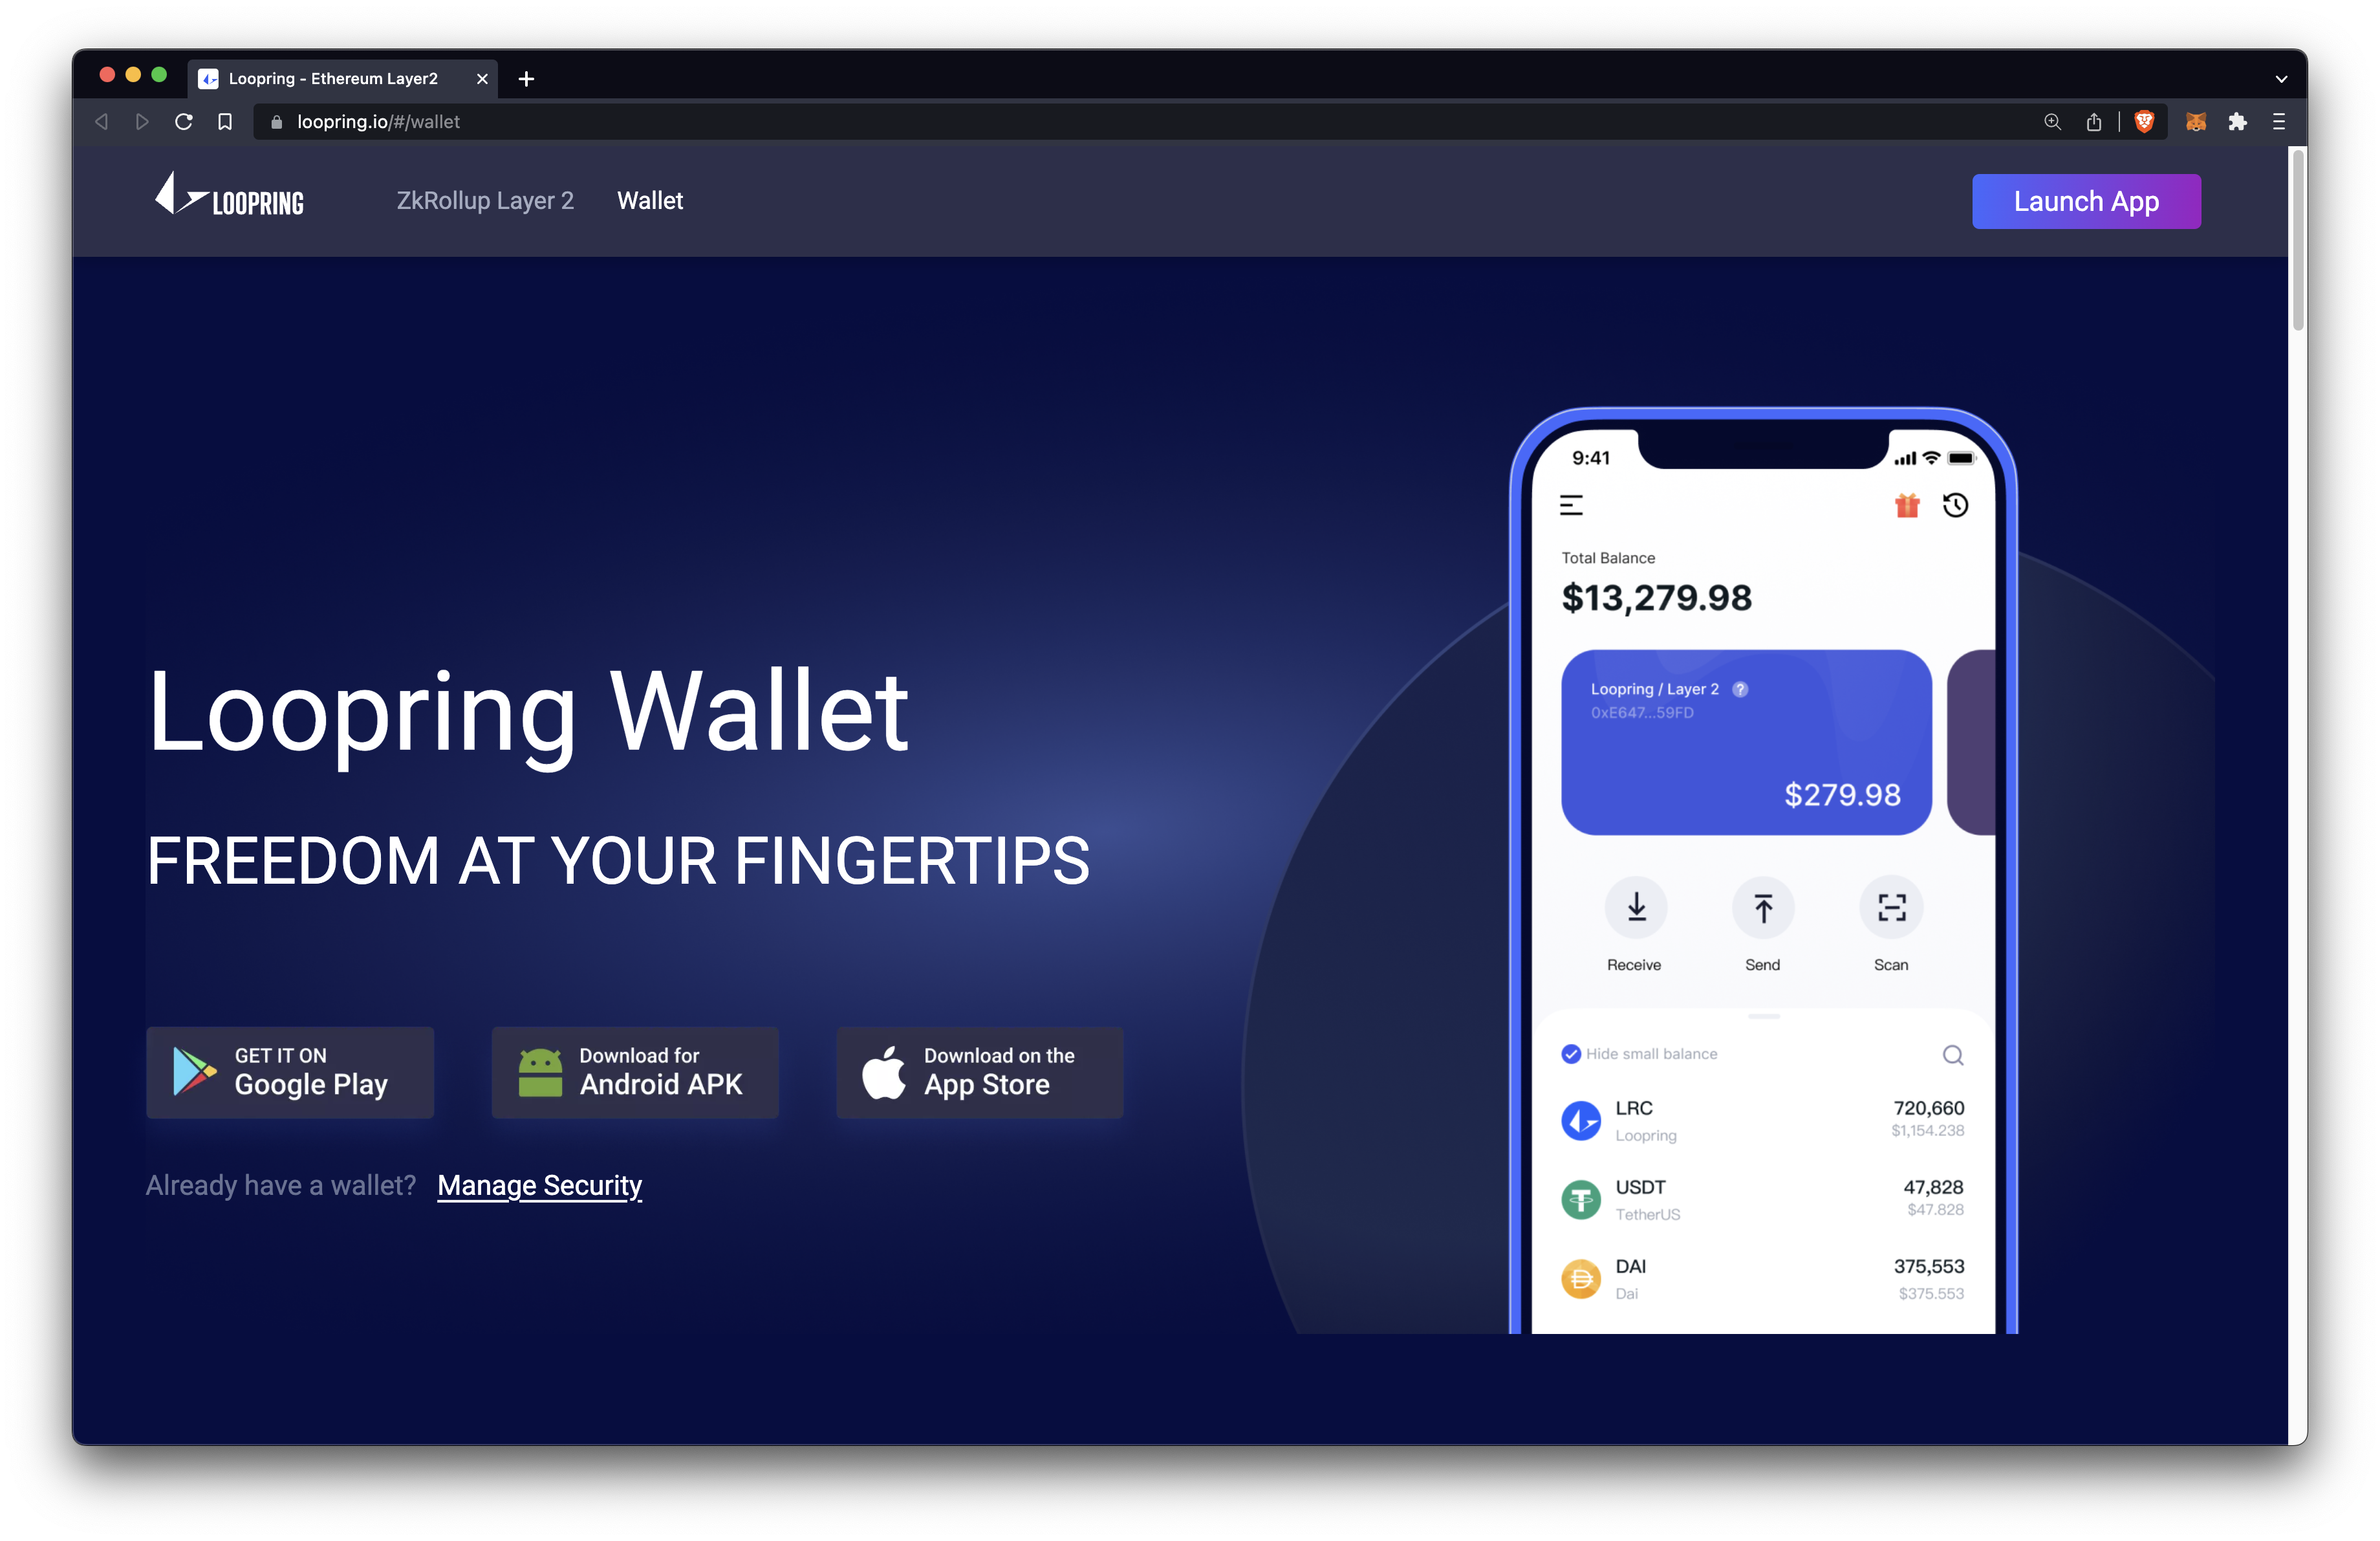 Loopring - Ethereum Layer2
loopring.io/#/wallet
LOOPRING
ZkRollup Layer 2
Wallet
Launch App
Loopring Wallet
FREEDOM AT YOUR FINGERTIPS
GET IT ON
Google Play
Download for
Android APK
Download on the
App Store
Already have a wallet? Manage Security
9:41
Total Balance
$13,279.98
Loopring / Layer 2 ?
0xE647...59FD
$279.98
Receive
Send
Scan
Hide small balance
LRC 720,660
Loopring $1,154.238
USDT 47,828
TetherUS $47.828
DAI 375,553
Dai $375.553